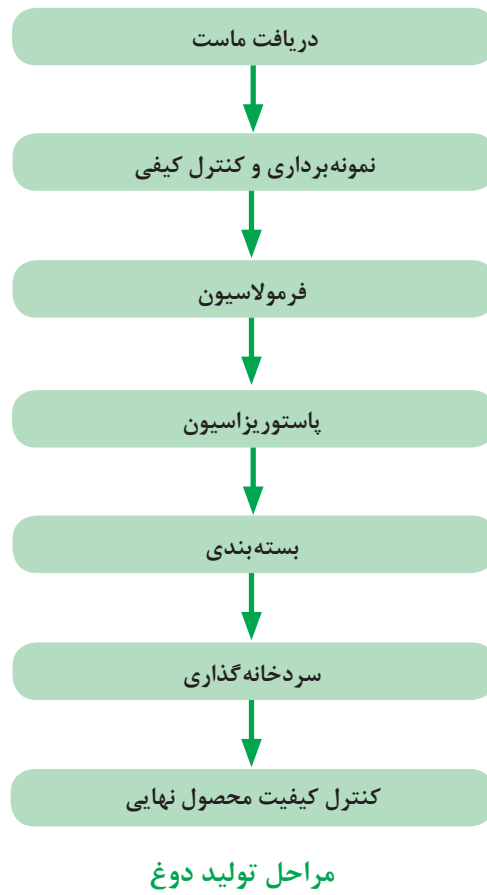 دریافت ماست
نمونه‌برداری و کنترل کیفی
فرمولاسیون
پاستوریزاسیون
بسته‌بندی
سردخانه‌گذاری
کنترل کیفیت محصول نهایی
مراحل تولید دوغ